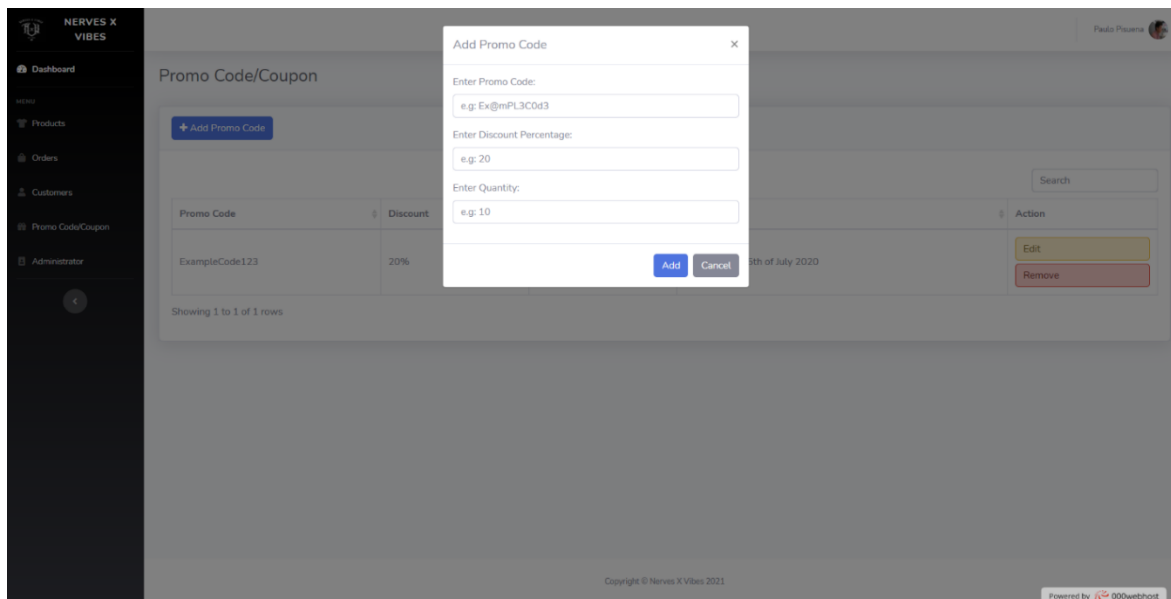 NERVES X
VIBES
Dashboard
MENU
Products
Orders
Customers
Promo Code/Coupon
Administrator
Paulo
Promo Code/Coupon
+ Add Promo Code
Search
Promo Code Discount Action
ExampleCode123 20% 5th of July 2020 Edit
Remove
Showing 1 to 1 of 1 rows
Add Promo Code ×
Enter Promo Code:
e.g: Ex@mPL3C0d3
Enter Discount Percentage:
e.g: 20
Enter Quantity:
e.g: 10
Add Cancel
Copyright © Nerves X Vibes 2021
Powered by 000webhost